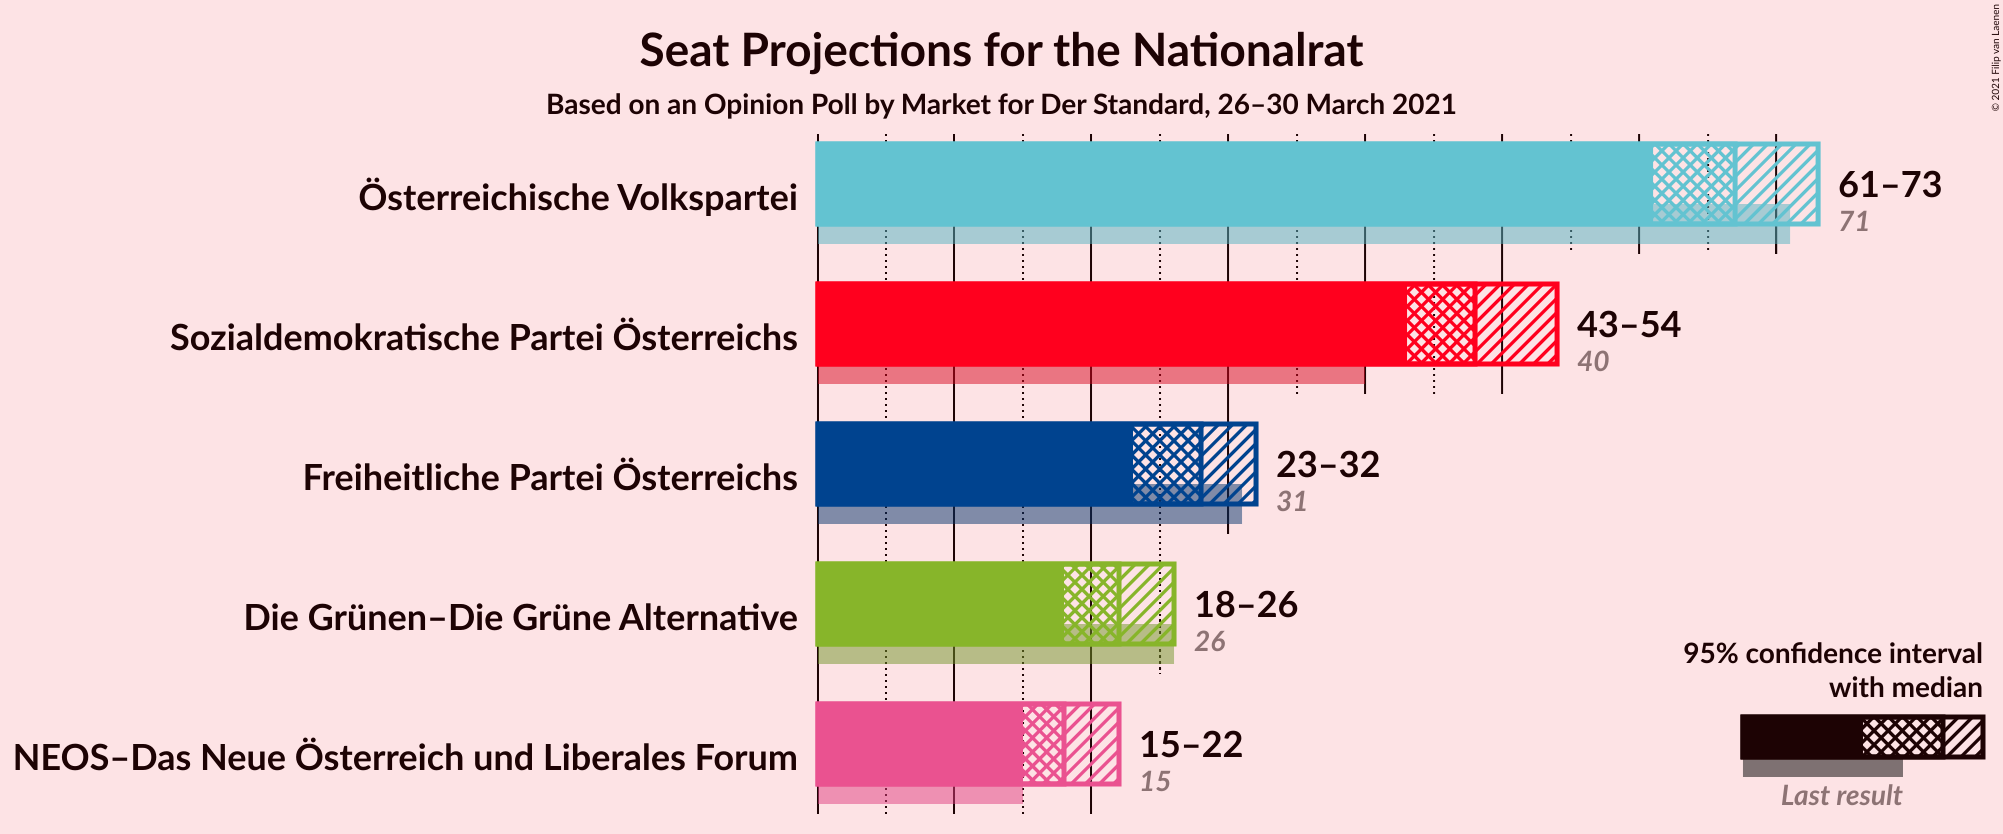 Seat Projections for the Nationalrat
Based on an Opinion Poll by Market for Der Standard, 26–30 March 2021
© 2021 Filip van Laenen
Österreichische Volkspartei
61–73
71
Sozialdemokratische Partei Österreichs
43–54
40
Freiheitliche Partei Österreichs
23–32
31
Die Grünen–Die Grüne Alternative
18–26
26
NEOS–Das Neue Österreich und Liberales Forum
15–22
15
95% confidence interval
with median
Last result